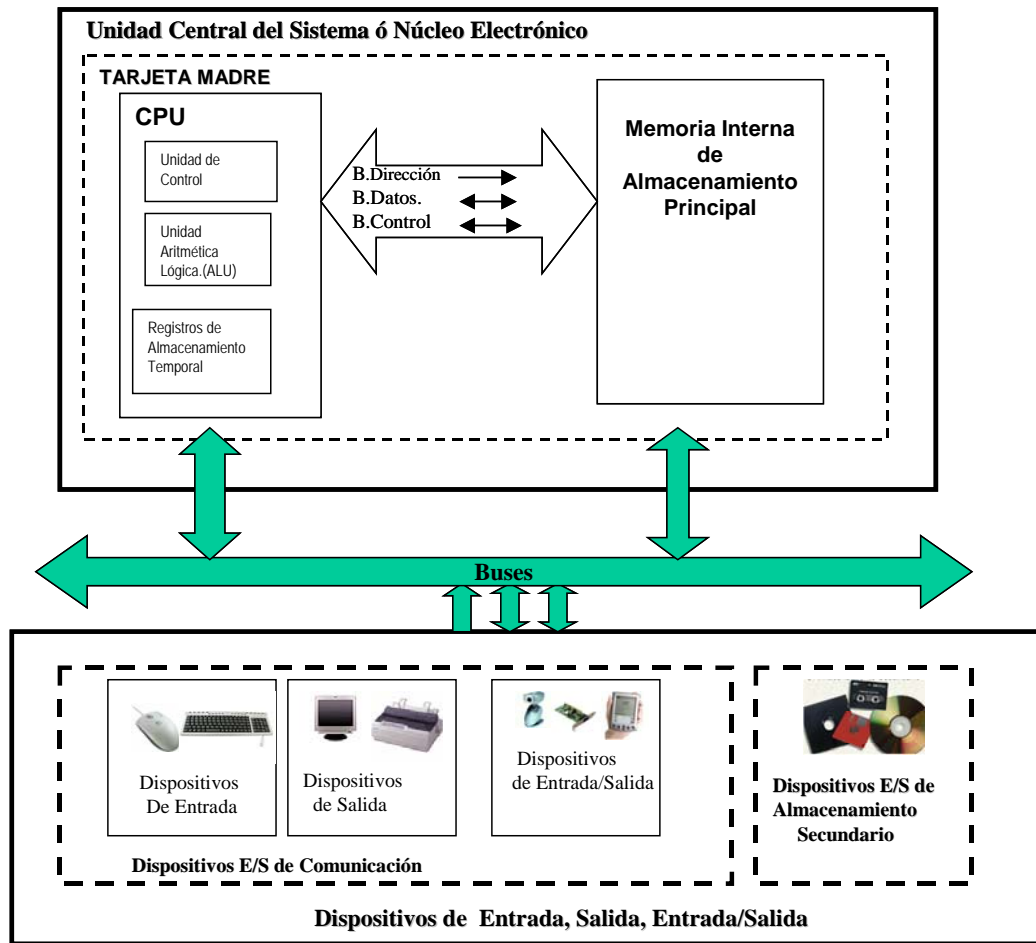 Unidad Central del Sistema ó Núcleo Electrónico
TARJETA MADRE
CPU
Unidad de
Control
Unidad
Aritmética
Lógica.(ALU)
Registros de
Almacenamiento
Temporal
B.Dirección
B.Datos.
B.Control
Memoria Interna
de
Almacenamiento
Principal
Buses
Dispositivos
De Entrada
Dispositivos
de Salida
Dispositivos
de Entrada/Salida
Dispositivos E/S de Comunicación
Dispositivos E/S de
Almacenamiento
Secundario
Dispositivos de Entrada, Salida, Entrada/Salida